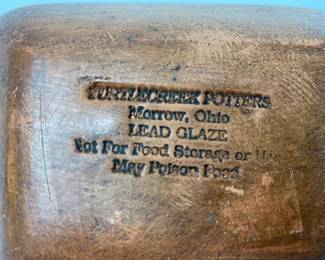 TURTLECREEK POTTERS
Morrow, Ohio
LEAD GLAZE
Not For Food Storage or
May Poison Food